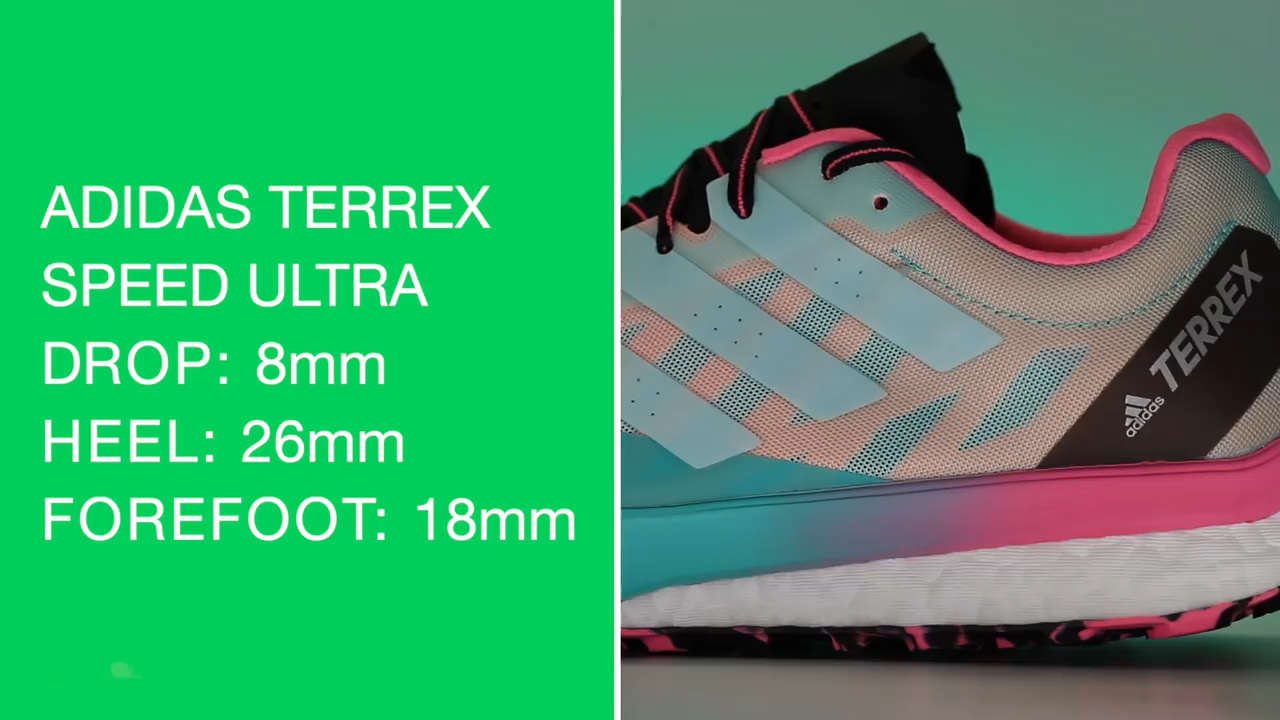 ADIDAS TERREX
SPEED ULTRA
DROP: 8mm
HEEL: 26mm
FOREFOOT: 18mm
TERREX
adidas